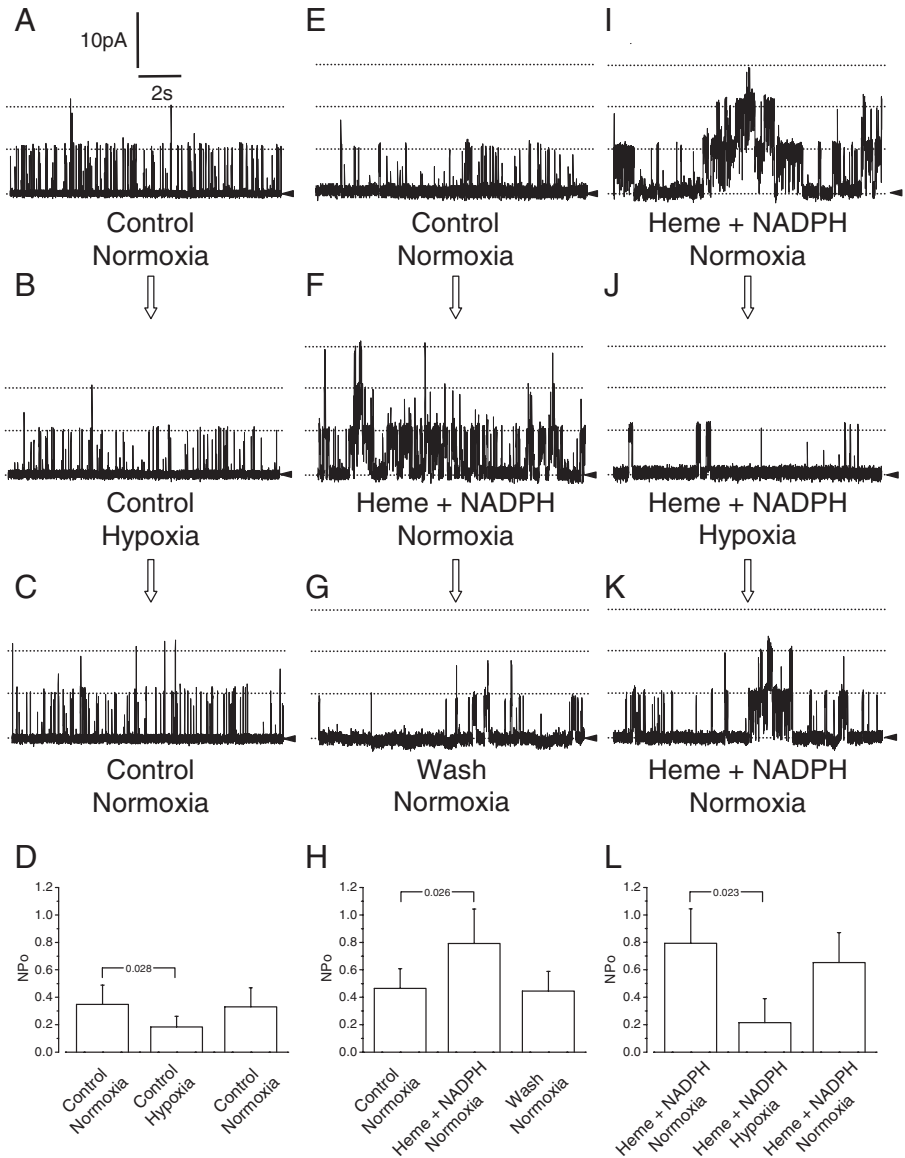 A
10pA
2s
Control
Normoxia
B
Control
Hypoxia
C
Control
Normoxia
D
1.2
1.0
0.8
0.6
0.4
0.2
0.0
NPo
0.028
Control
Normoxia
Control
Hypoxia
Control
Normoxia
E
Control
Normoxia
F
Heme + NADPH
Normoxia
G
Wash
Normoxia
H
1.2
1.0
0.8
0.6
0.4
0.2
0.0
NPo
0.026
Control
Normoxia
Heme + NADPH
Normoxia
Wash
Normoxia
I
Heme + NADPH
Normoxia
J
Heme + NADPH
Hypoxia
K
Heme + NADPH
Normoxia
L
1.2
1.0
0.8
0.6
0.4
0.2
0.0
NPo
0.023
Heme + NADPH
Normoxia
Heme + NADPH
Hypoxia
Heme + NADPH
Normoxia